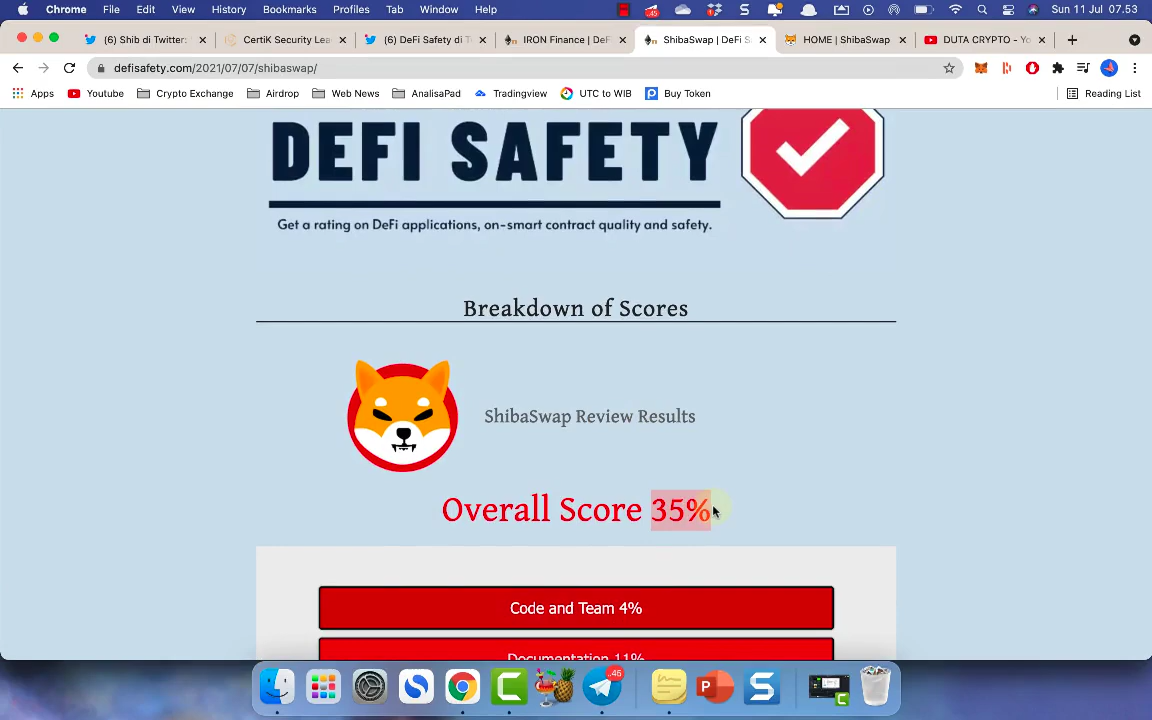 Chrome File Edit View History Bookmarks Profiles Tab Window Help .45 Sun 11 Jul 07.53
(6) Shib di Twitter: CertiK Security Lea (6) DeFi Safety di T IRON Finance | DeF ShibaSwap | DeFi S HOME | ShibaSwap DUTA CRYPTO - Yo
defisafety.com/2021/07/07/shibaswap/
Apps Youtube Crypto Exchange Airdrop Web News AnalisaPad Tradingview UTC to WIB Buy Token Reading List
DEFI SAFETY
Get a rating on DeFi applications, on-smart contract quality and safety.
Breakdown of Scores
ShibaSwap Review Results
Overall Score 35%
Code and Team 4%
Documentation 11%
.45